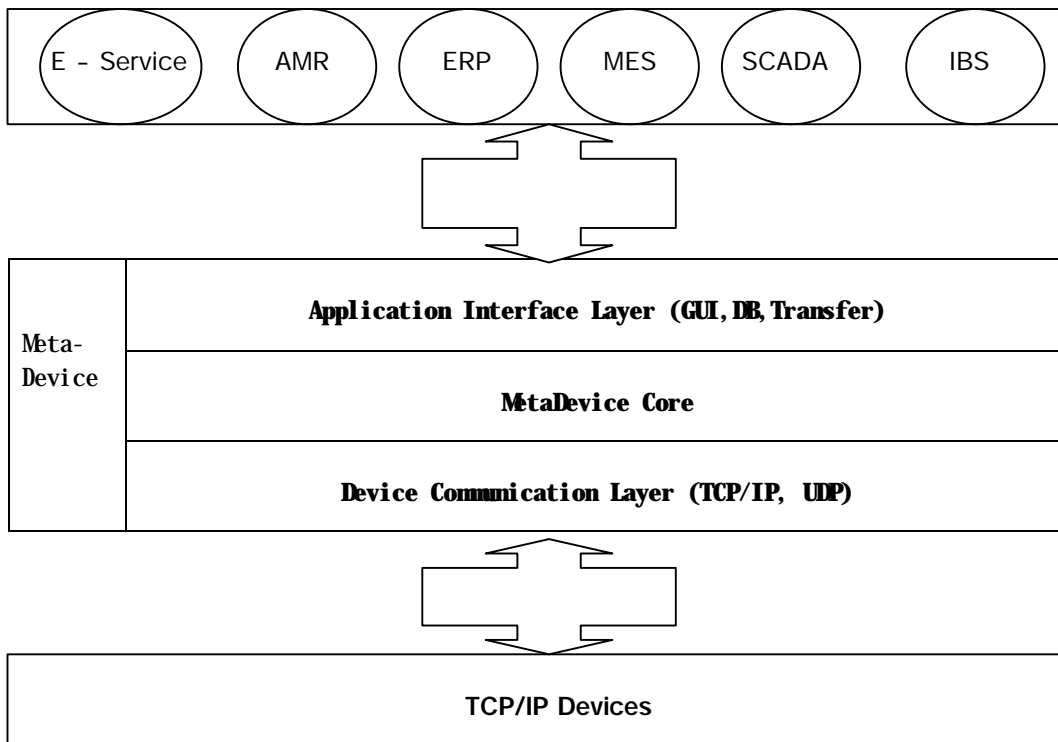 E - Service AMR ERP MES SCADA IBS
Application Interface Layer (GUI,DB,Transfer)
Meta-
Device
MetaDevice Core
Device Communication Layer (TCP/IP, UDP)
TCP/IP Devices